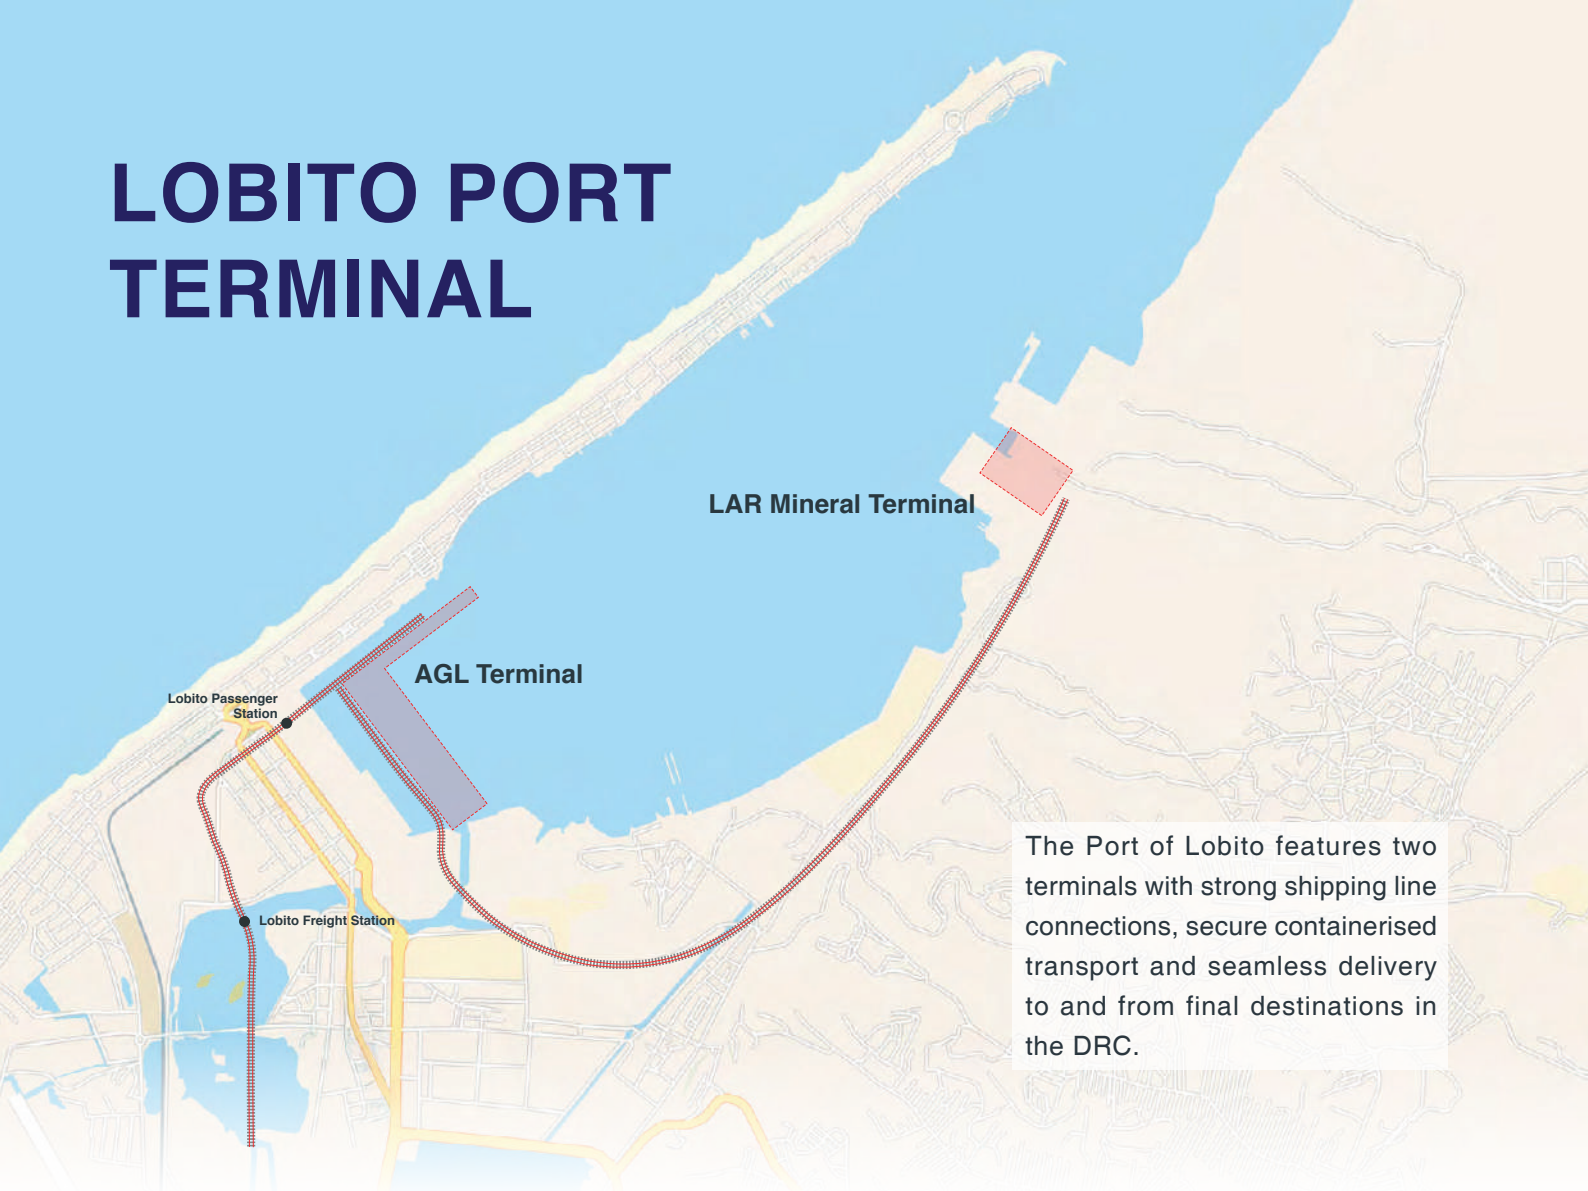 LOBITO PORT
TERMINAL
LAR Mineral Terminal
AGL Terminal
Lobito Passenger
Station
Lobito Freight Station
The Port of Lobito features two
terminals with strong shipping line
connections, secure containerised
transport and seamless delivery
to and from final destinations in
the DRC.